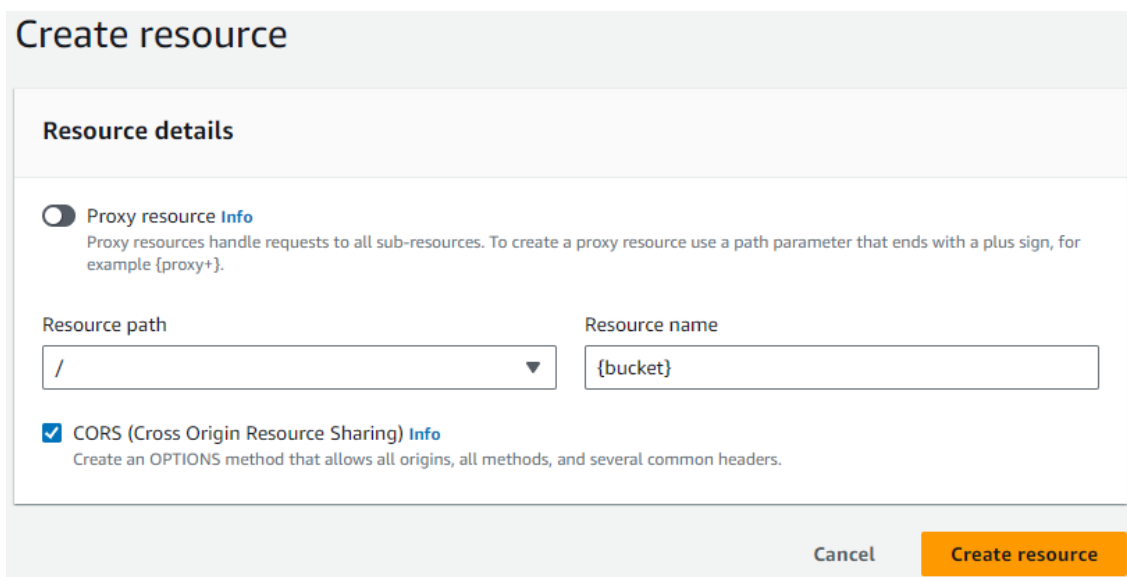 Create resource
Resource details
Proxy resource Info
Proxy resources handle requests to all sub-resources. To create a proxy resource use a path parameter that ends with a plus sign, for
example {proxy+}.
Resource path
Resource name
/
{bucket}
CORS (Cross Origin Resource Sharing) Info
Create an OPTIONS method that allows all origins, all methods, and several common headers.
Cancel
Create resource